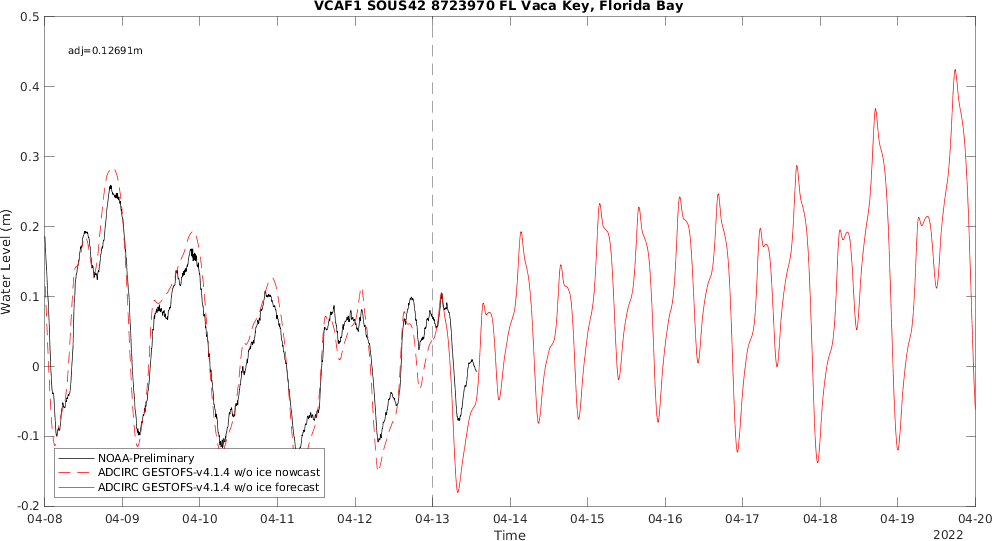 VCAF1 SOUS42 8723970 FL Vaca Key, Florida Bay
0.5
adj=0.12691m
0.4
0.3
0.2
Water Level (m)
0.1
0
-0.1
NOAA-Preliminary
ADCIRC GESTOFS-v4.1.4 w/o ice nowcast
ADCIRC GESTOFS-v4.1.4 w/o ice forecast
-0.2
04-08 04-09 04-10 04-11 04-12 04-13 04-14 04-15 04-16 04-17 04-18 04-19 04-20
Time
2022